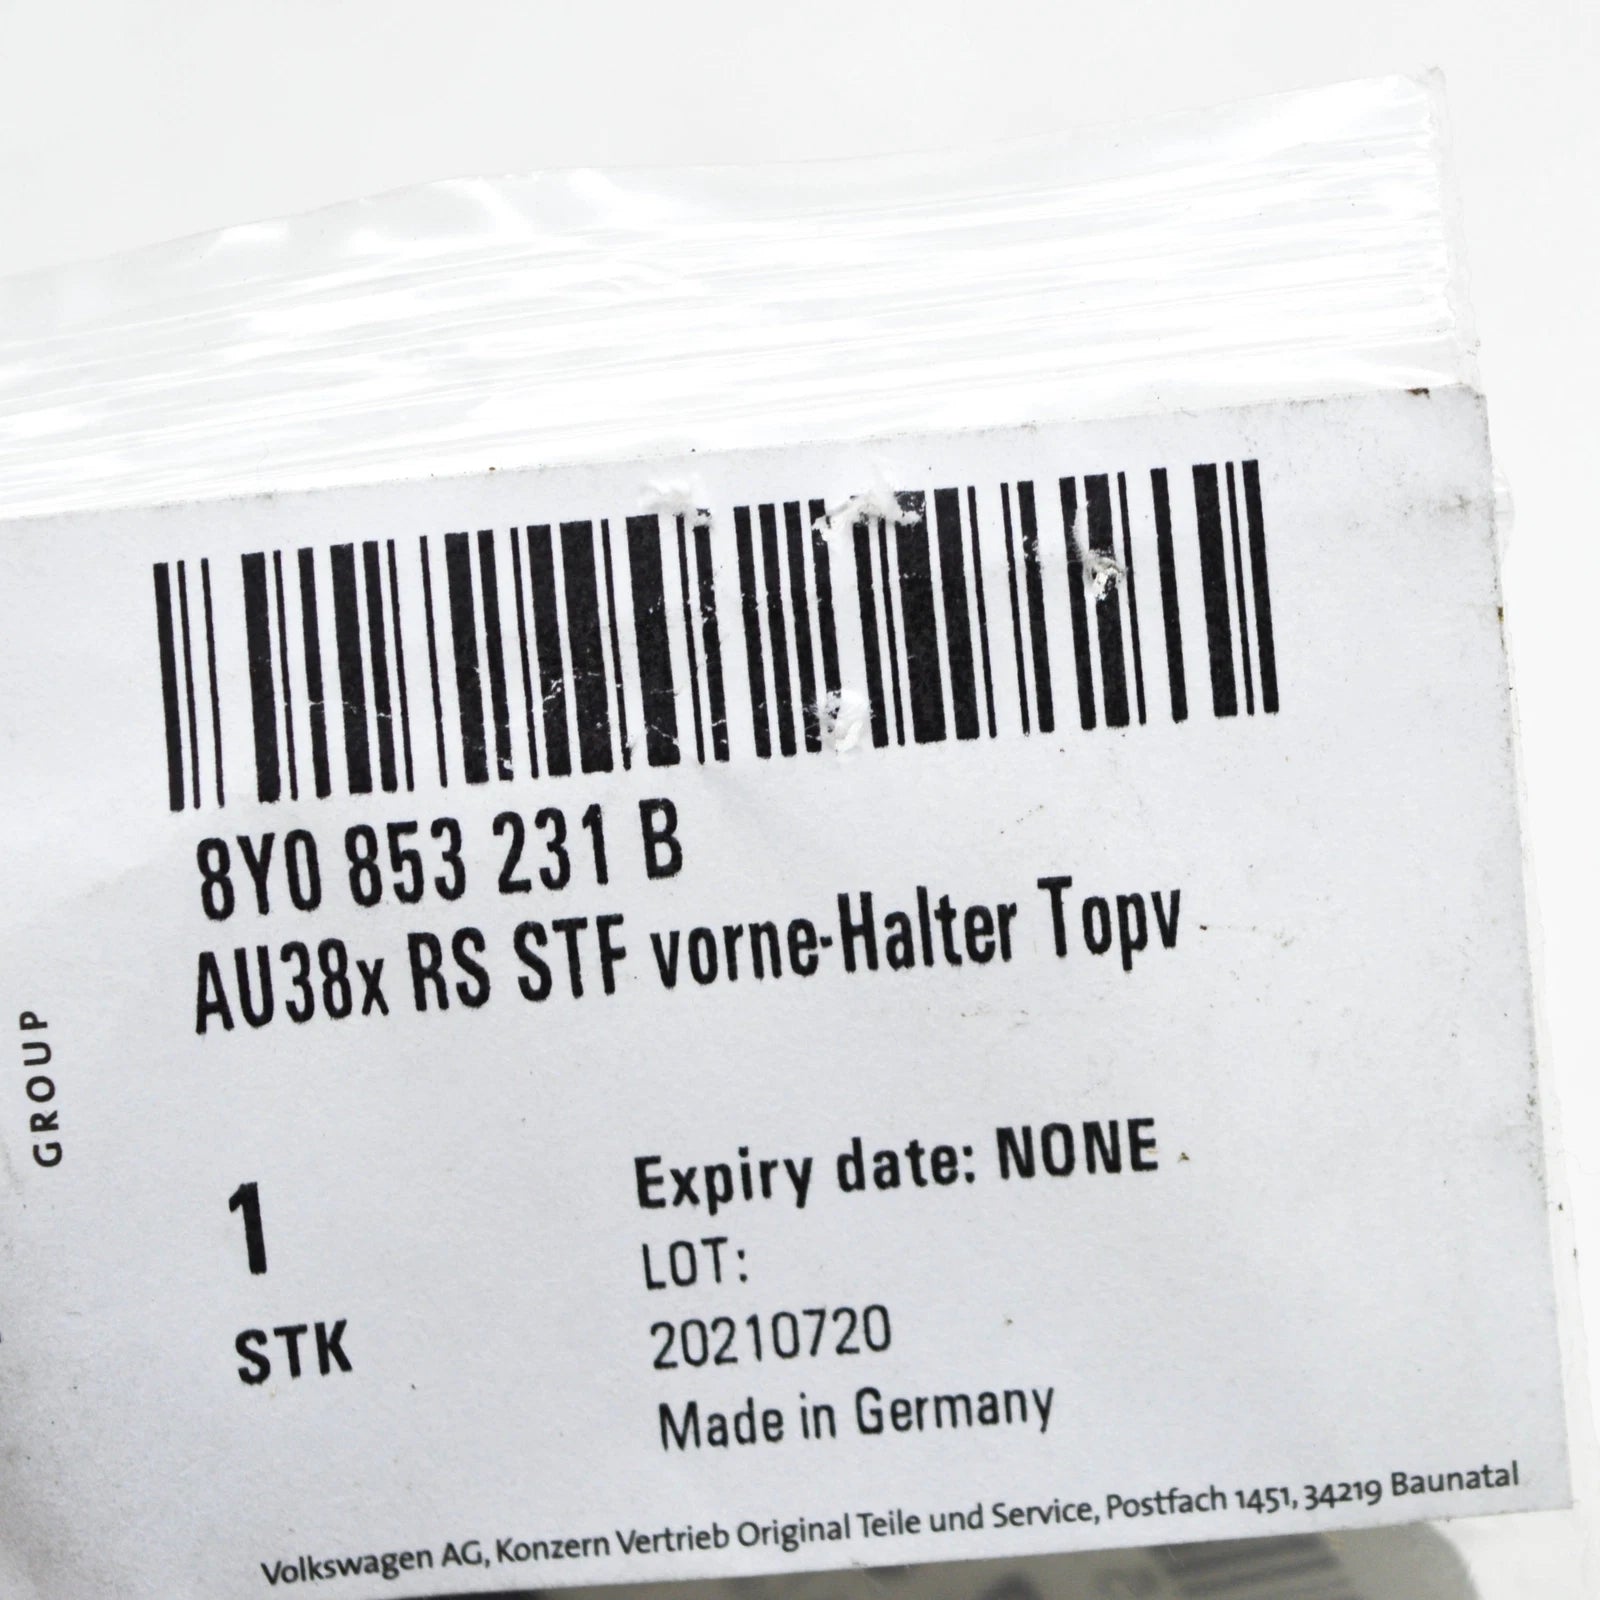 8Y0 853 231 B
AU38x RS STF vorne-Halter Topv
GROUP
1
STK
Expiry date: NONE
LOT:
20210720
Made in Germany
Volkswagen AG, Konzern Vertrieb Original Teile und Service, Postfach 1451, 34219 Baunatal